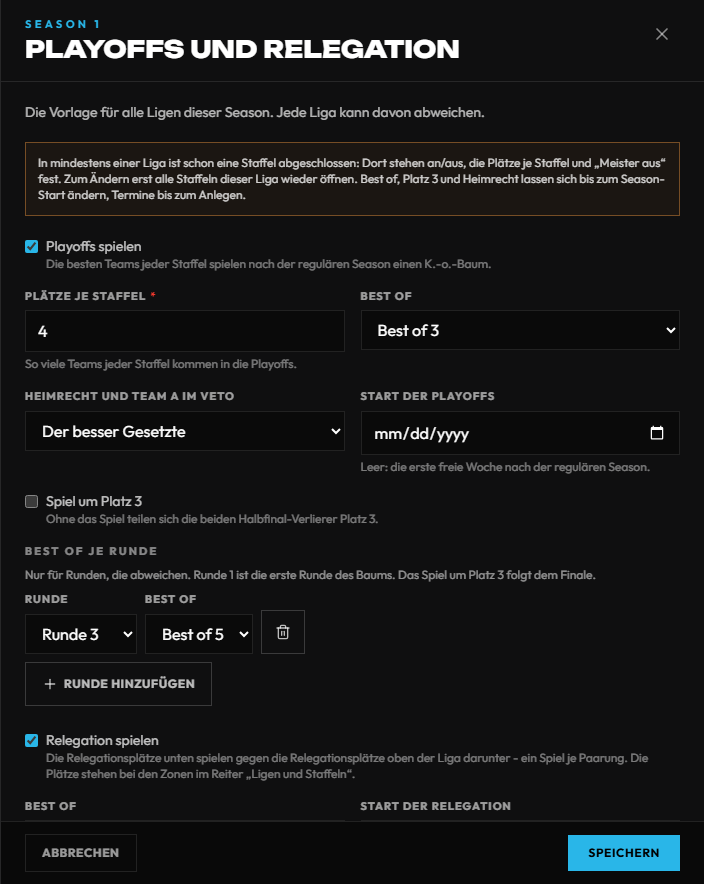 SEASON 1
PLAYOFFS UND RELEGATION
Die Vorlage für alle Ligen dieser Season. Jede Liga kann davon abweichen.
In mindestens einer Liga ist schon eine Staffel abgeschlossen: Dort stehen an/aus, die Plätze je Staffel und „Meister aus“
fest. Zum Ändern erst alle Staffeln dieser Liga wieder öffnen. Best of, Platz 3 und Heimrecht lassen sich bis zum Season-
Start ändern, Termine bis zum Anlegen.
Playoffs spielen
Die besten Teams jeder Staffel spielen nach der regulären Season einen K.-o.-Baum.
PLÄTZE JE STAFFEL *
BEST OF
4
Best of 3
So viele Teams jeder Staffel kommen in die Playoffs.
HEIMRECHT UND TEAM A IM VETO
START DER PLAYOFFS
Der besser Gesetzte
mm/dd/yyyy
Leer: die erste freie Woche nach der regulären Season.
Spiel um Platz 3
Ohne das Spiel teilen sich die beiden Halbfinal-Verlierer Platz 3.
BEST OF JE RUNDE
Nur für Runden, die abweichen. Runde 1 ist die erste Runde des Baums. Das Spiel um Platz 3 folgt dem Finale.
RUNDE
BEST OF
Runde 3
Best of 5
+ RUNDE HINZUFÜGEN
Relegation spielen
Die Relegationsplätze unten spielen gegen die Relegationsplätze oben der Liga darunter - ein Spiel je Paarung. Die
Plätze stehen bei den Zonen im Reiter „Ligen und Staffeln“.
BEST OF
START DER RELEGATION
ABBRECHEN
SPEICHERN